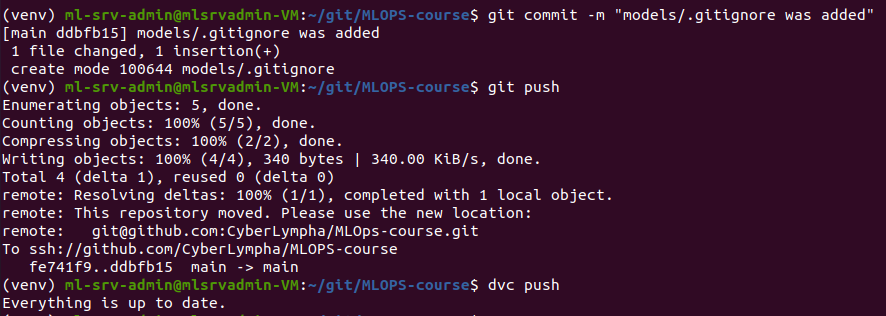 (venv) ml-srv-admin@mlsrvadmin-VM:~/git/MLOPS-course$ git commit -m "models/.gitignore was added"
[main ddbfb15] models/.gitignore was added
 1 file changed, 1 insertion(+)
 create mode 100644 models/.gitignore
(venv) ml-srv-admin@mlsrvadmin-VM:~/git/MLOPS-course$ git push
Enumerating objects: 5, done.
Counting objects: 100% (5/5), done.
Compressing objects: 100% (2/2), done.
Writing objects: 100% (4/4), 340 bytes | 340.00 KiB/s, done.
Total 4 (delta 1), reused 0 (delta 0)
remote: Resolving deltas: 100% (1/1), completed with 1 local object.
remote: This repository moved. Please use the new location:
remote:   git@github.com:CyberLympha/MLOps-course.git
To ssh://github.com/CyberLympha/MLOPS-course
   fe741f9..ddbfb15  main -> main
(venv) ml-srv-admin@mlsrvadmin-VM:~/git/MLOPS-course$ dvc push
Everything is up to date.